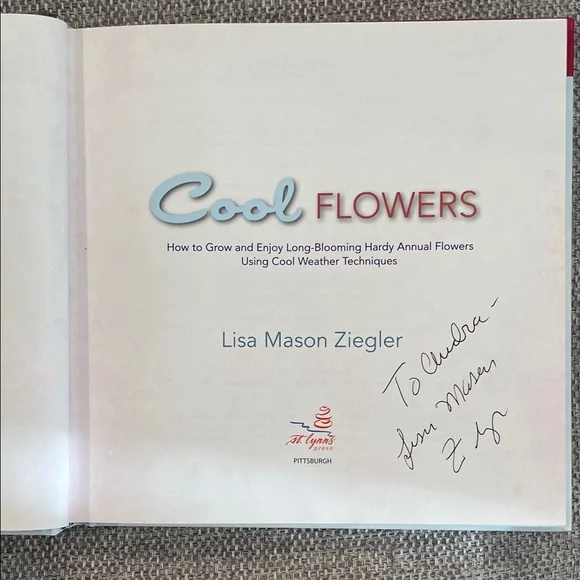 Cool FLOWERS
How to Grow and Enjoy Long-Blooming Hardy Annual Flowers
Using Cool Weather Techniques
Lisa Mason Ziegler
To Andra -
Lisa Mason
Z
st. lynn's
press
PITTSBURGH